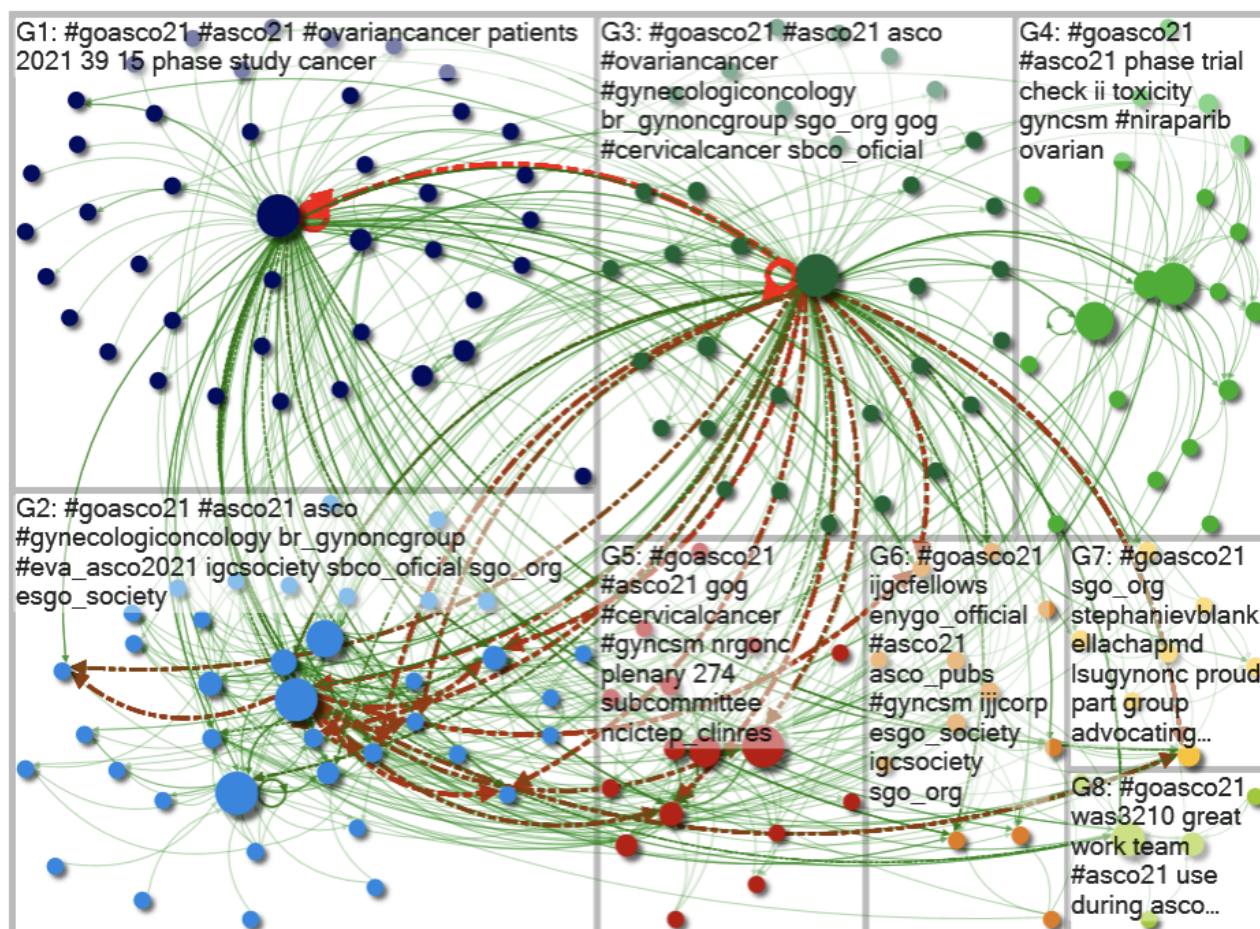 G1: #goasco21 #asco21 #ovariancancer patients
2021 39 15 phase study cancer
G3: #goasco21 #asco21 asco
#ovariancancer
#gynecologiconcology
br_gynoncgroup sgo_org gog
#cervicalcancer sbco_oficial
G4: #goasco21
#asco21 phase trial
check ii toxicity
gyncsm #niraparib
ovarian
G2: #goasco21 #asco21 asco
#gynecologiconcology br_gynoncgroup
#eva_asco2021 igcsociety sbco_oficial sgo_org
esgo_society
G5: #goasco21
#asco21 gog
#cervicalcancer
#gyncsm nrgonc
plenary 274
subcommittee
ncictep_clinres
G6: #goasco21
ijgcfellows
enygo_official
#asco21
asco_pubs
#gyncsm ijjcorp
esgo_society
igcsociety
sgo_org
G7: #goasco21
sgo_org
stephanievblank
ellachapmd
lsugynonc proud
part group
advocating...
G8: #goasco21
was3210 great
work team
#asco21 use
during asco...